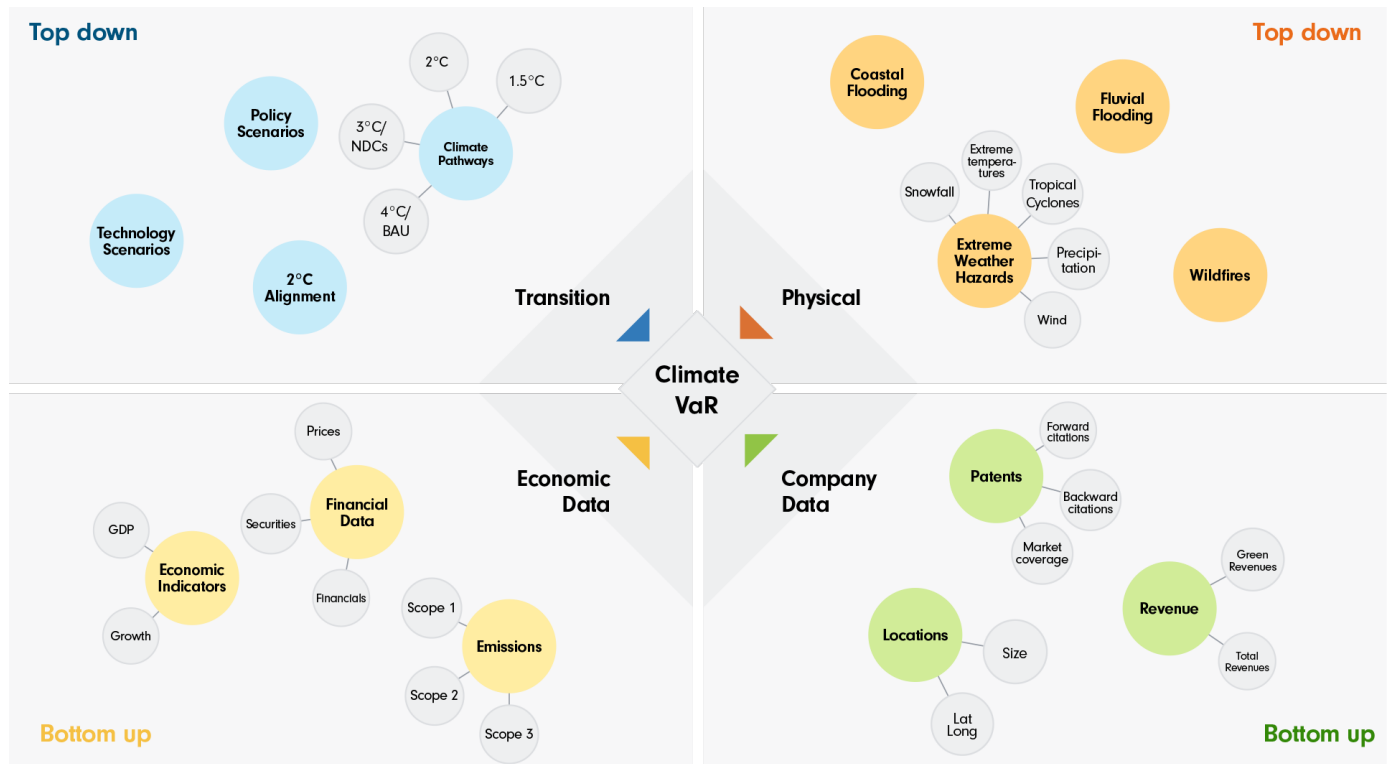 Top down
2°C
1.5°C
Policy
Scenarios
3°C/
NDCs
Climate
Pathways
4°C/
BAU
Technology
Scenarios
2°C
Alignment
Transition
Top down
Coastal
Flooding
Fluvial
Flooding
Extreme
tempera-
tures
Snowfall
Tropical
Cyclones
Extreme
Weather
Hazards
Precipi-
tation
Wildfires
Wind
Physical
Climate
VaR
Economic
Data
Prices
Financial
Data
Securities
GDP
Economic
Indicators
Financials
Growth
Scope 1
Emissions
Scope 2
Scope 3
Bottom up
Company
Data
Forward
citations
Patents
Backward
citations
Market
coverage
Green
Revenues
Revenue
Total
Revenues
Locations
Size
Lat
Long
Bottom up